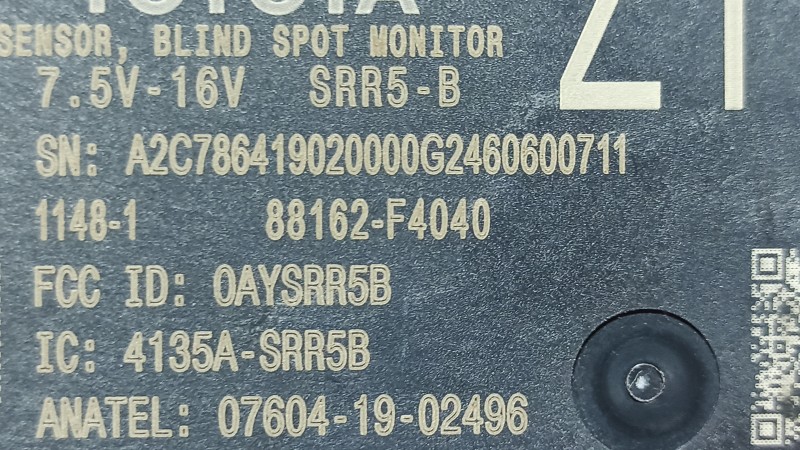 TOYOTA
SENSOR, BLIND SPOT MONITOR
7.5V-16V SRR5-B
SN: A2C786419020000G2460600711
1148-1 88162-F4040
FCC ID: OAYSRR5B
IC: 4135A-SRR5B
ANATEL: 07604-19-02496